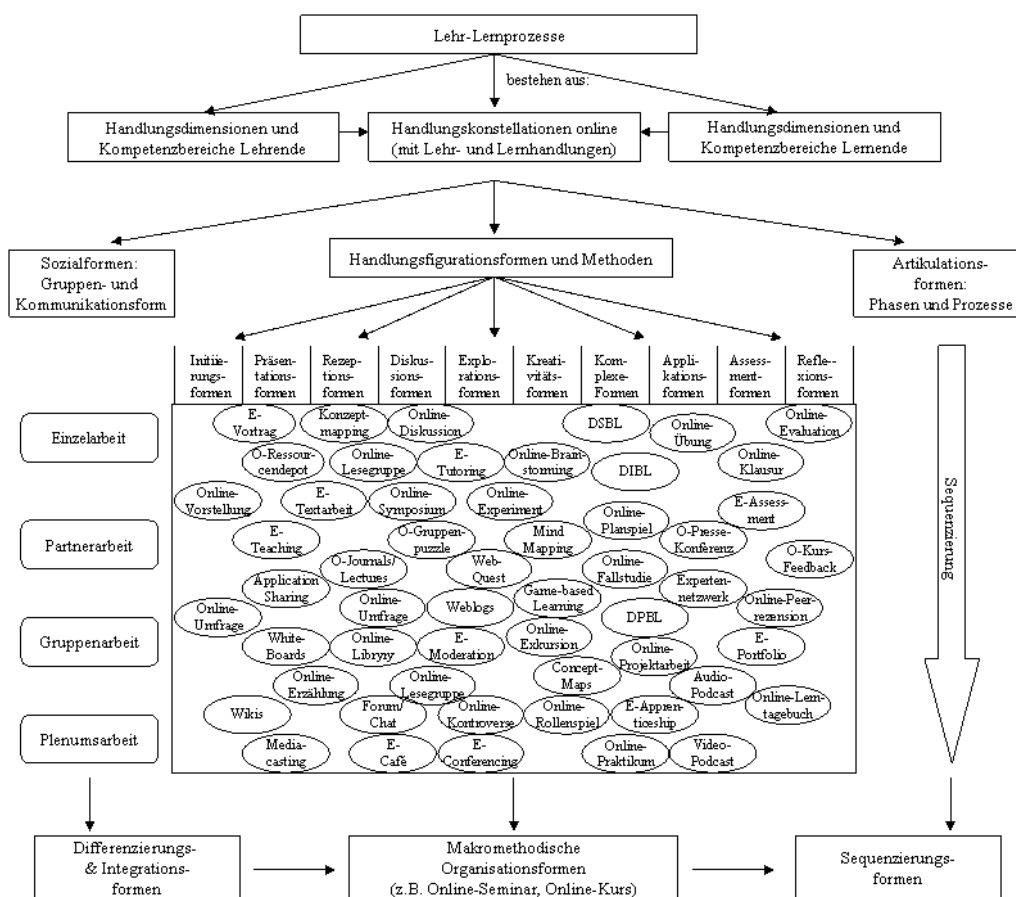 Lehr-Lernprozesse
bestehen aus:
Handlungsdimensionen und
Kompetenzbereiche Lehrende
Handlungskonstellationen online
(mit Lehr- und Lernhandlungen)
Handlungsdimensionen und
Kompetenzbereiche Lernende
Sozialformen:
Gruppen- und
Kommunikationsform
Handlungsfigurationsformen und Methoden
Artikulations-
formen:
Phasen und Prozesse
Initiie-
rungs-
formen
Präsen-
tations-
formen
Rezep-
tions-
formen
Diskus-
sions-
formen
Explo-
rations-
formen
Kreati-
vitäts-
formen
Kom-
plexe-
Formen
Appli-
kations-
formen
Assess-
ment-
formen
Refle-
xions-
formen
Einzelarbeit
Partnerarbeit
Gruppenarbeit
Plenumsarbeit
E-
Vortrag
Konzept-
mapping
Online-
Diskussion
DSBL
Online-
Übung
Online-
Evaluation
O-Ressour-
cendepot
Online-
Lesegruppe
E-
Tutoring
Online-Brain-
stormung
DIBL
Online-
Klausur
Online-
Vorstellung
E-
Textarbeit
Online-
Symposium
Online-
Experiment
Online-
Planspiel
E-Assess-
ment
E-
Teaching
O-Gruppen-
puzzle
Mind
Mapping
O-Presse-
Konferenz
O-Kurs-
Feedback
O-Journals/
Lectures
Web-
Quest
Online-
Fallstudie
Application
Sharing
Experten-
netzwerk
Online-
Umfrage
Online-
Umfrage
Weblogs
Game-based
Learning
DPBL
Online-Peer-
rezension
White-
Boards
Online-
Libryry
E-
Moderation
Online-
Exkursion
Online-
Projektarbeit
E-
Portfolio
Online-
Erzählung
Online-
Lesegruppe
Concept-
Maps
Audio-
Podcast
Online-Lern-
tagebuch
Wikis
Forum/
Chat
Online-
Kontroverse
Online-
Rollenspiel
E-Appren-
ticeship
Media-
casting
E-
Cafè
E-
Conferencing
Online-
Praktikum
Video-
Podcast
Sequenzierung
Differenzierungs-
& Integrations-
formen
Makromethodische
Organisationsformen
(z.B. Online-Seminar, Online-Kurs)
Sequenzierungs-
formen